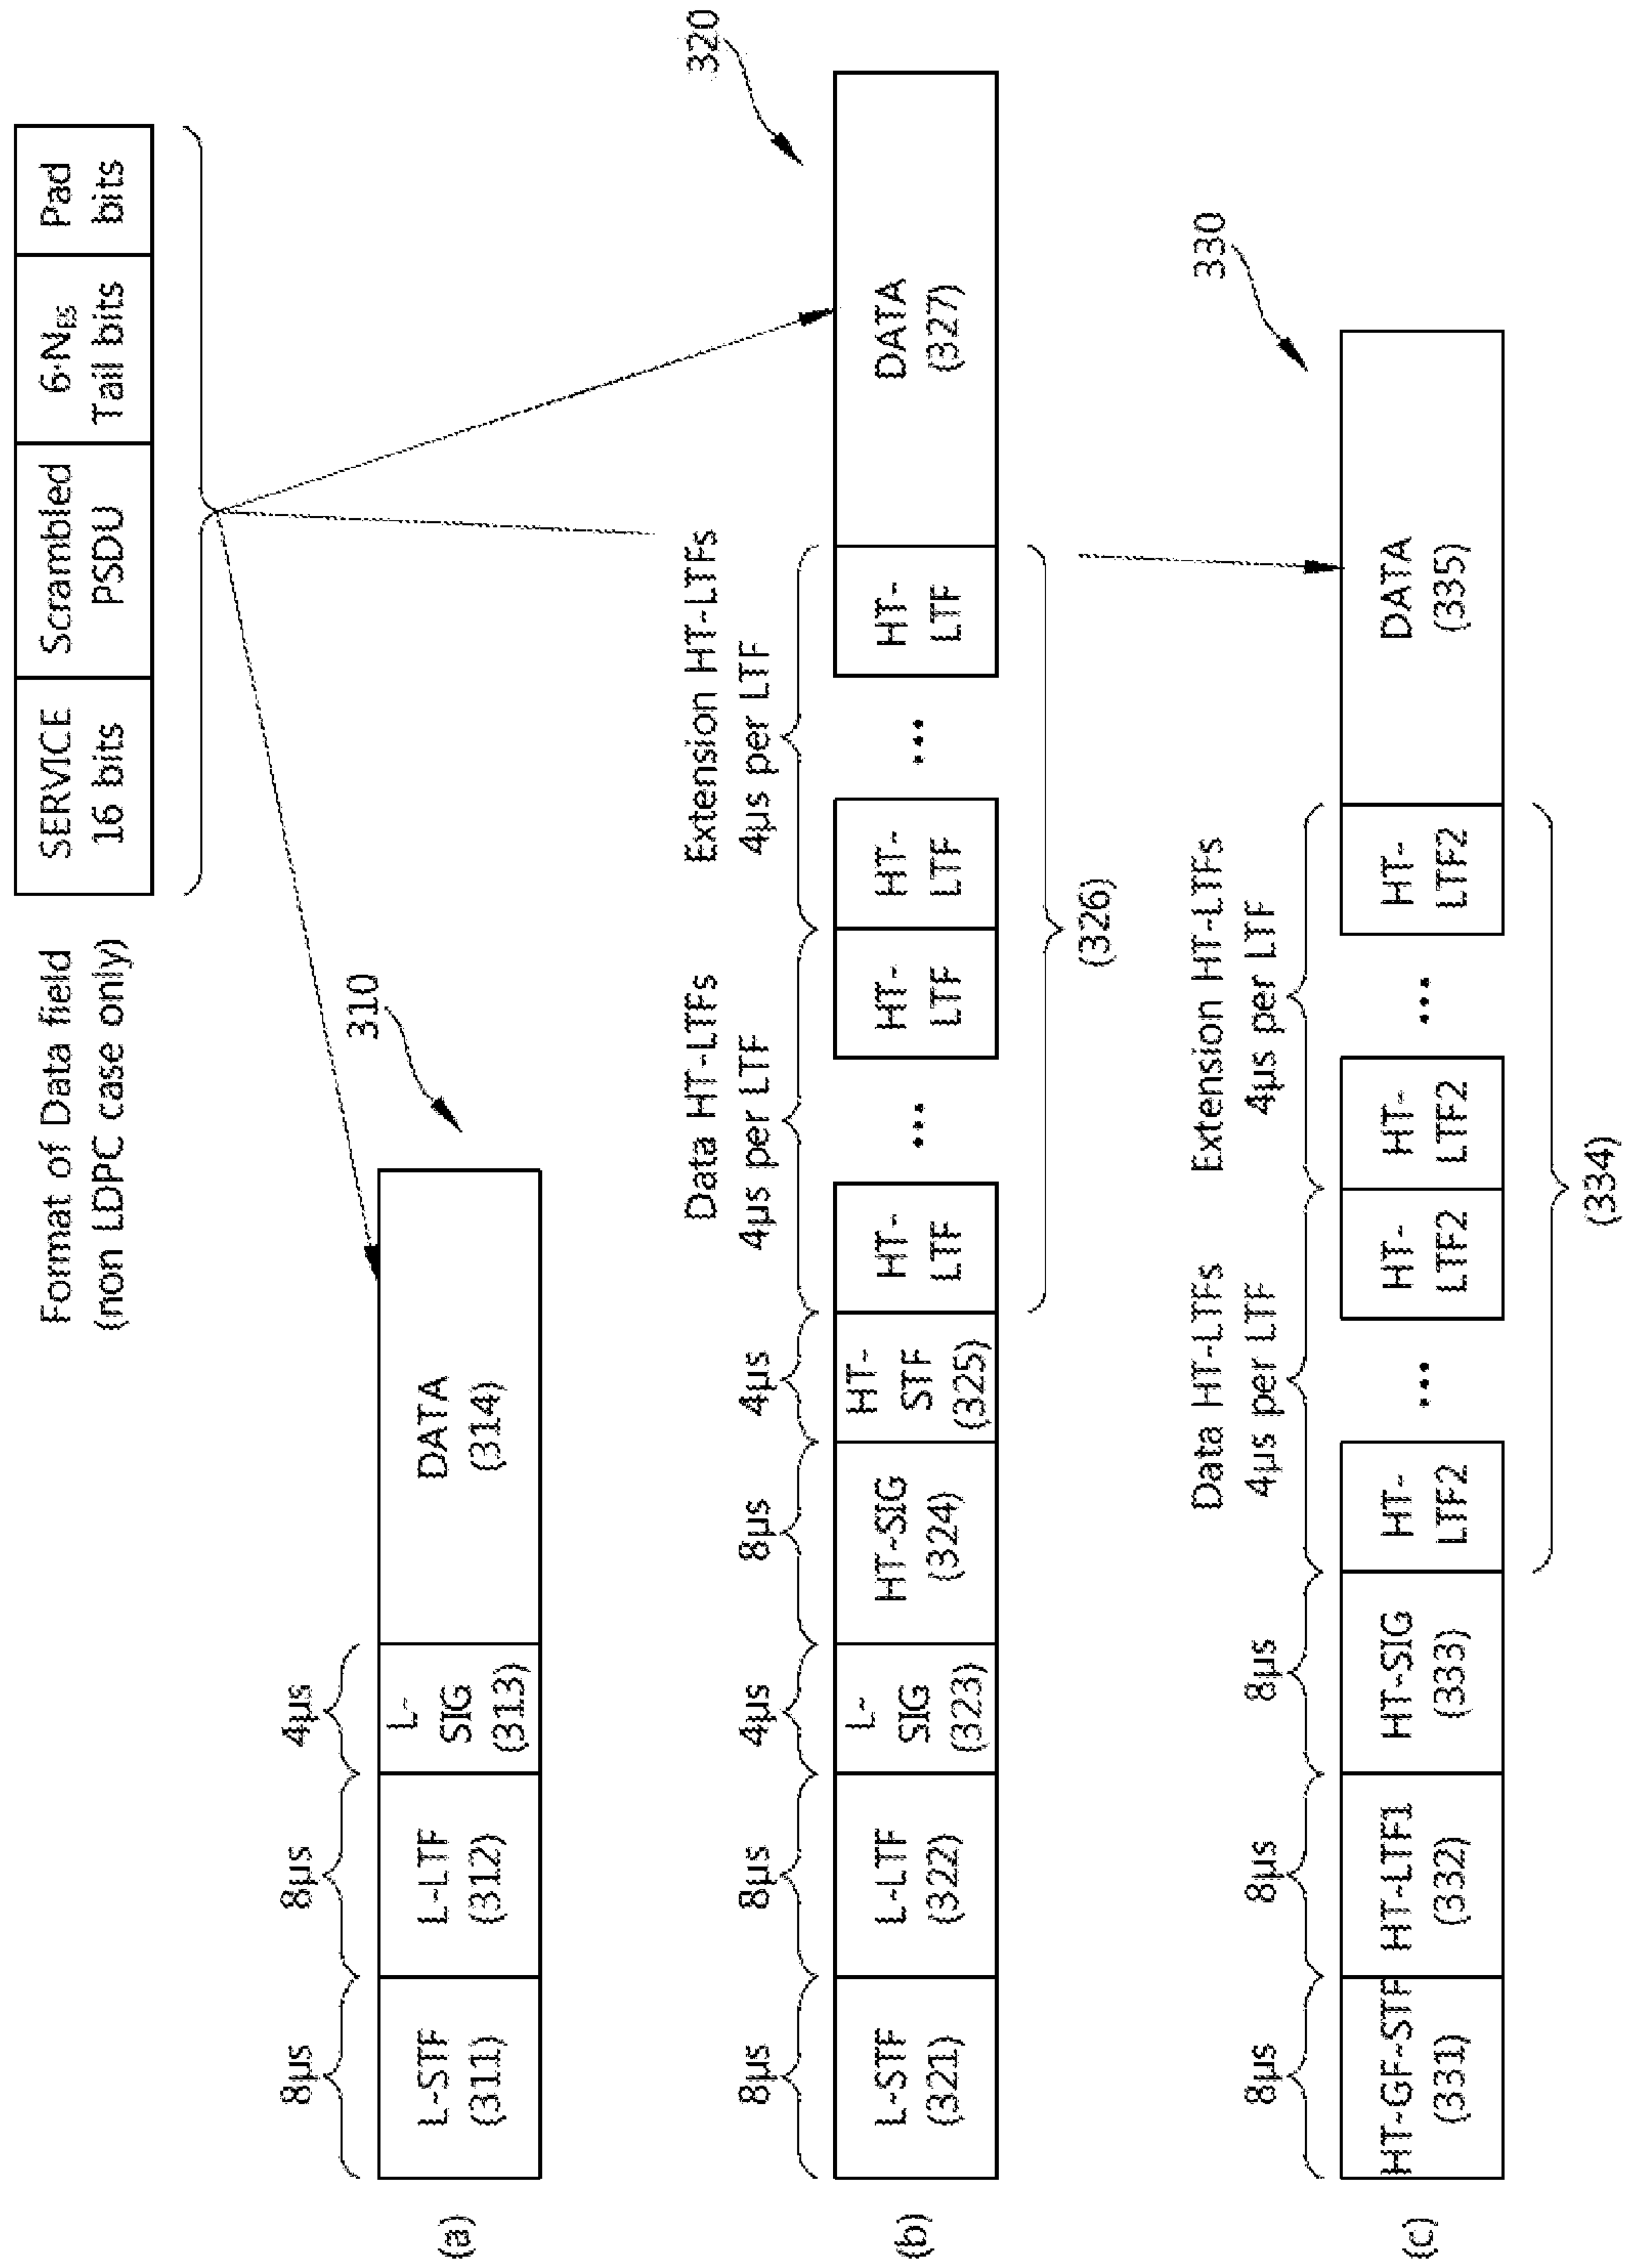 Format of Data field
(non LDPC case only)
SERVICE
16 bits
Scrambled
PSDU
6·N_ES
Tail bits
Pad
bits
310
(a)
8µs
8µs
4µs
L-STF
(311)
L-LTF
(312)
L-
SIG
(313)
DATA
(314)
320
Data HT-LTFs
4µs per LTF
Extension HT-LTFs
4µs per LTF
(b)
8µs
8µs
4µs
8µs
4µs
L-STF
(321)
L-LTF
(322)
L-
SIG
(323)
HT-SIG
(324)
HT-
STF
(325)
HT-
LTF
...
HT-
LTF
HT-
LTF
...
HT-
LTF
DATA
(327)
(326)
330
Data HT-LTFs
4µs per LTF
Extension HT-LTFs
4µs per LTF
(c)
8µs
8µs
8µs
HT-GF-STF
(331)
HT-LTF1
(332)
HT-SIG
(333)
HT-
LTF2
...
HT-
LTF2
HT-
LTF2
...
HT-
LTF2
DATA
(335)
(334)